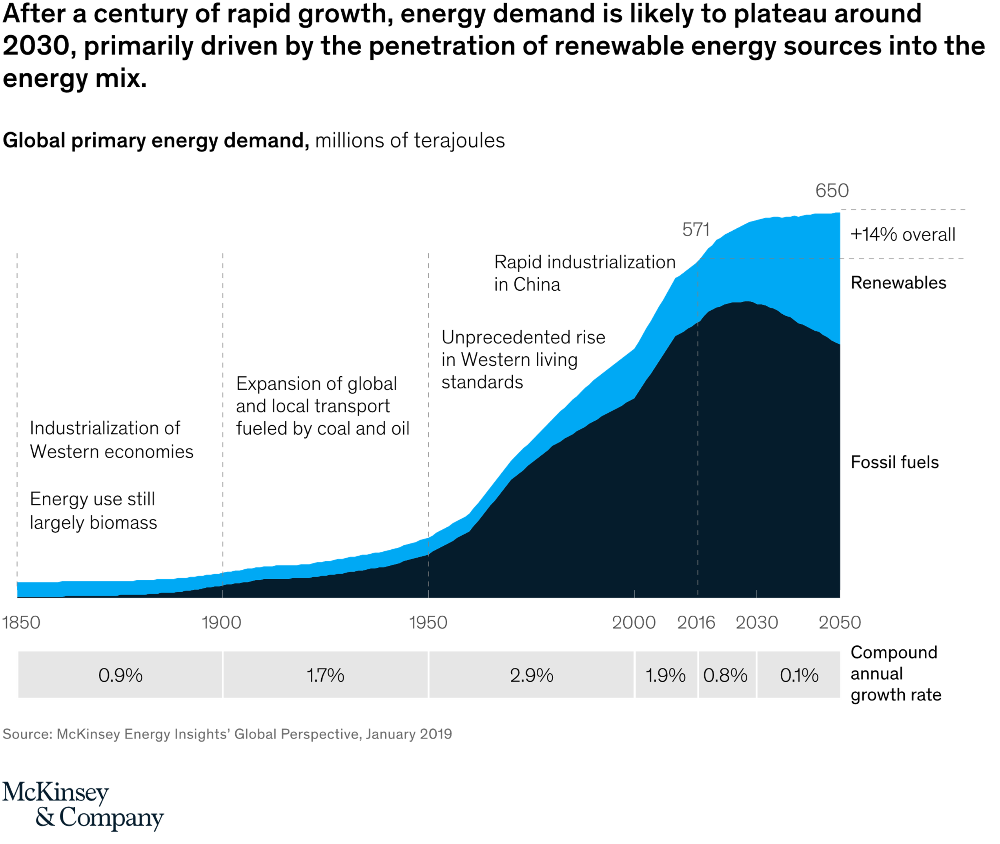 After a century of rapid growth, energy demand is likely to plateau around
2030, primarily driven by the penetration of renewable energy sources into the
energy mix.
Global primary energy demand, millions of terajoules
650
571
+14% overall
Rapid industrialization
in China
Renewables
Unprecedented rise
in Western living
standards
Expansion of global
and local transport
fueled by coal and oil
Industrialization of
Western economies
Fossil fuels
Energy use still
largely biomass
1850 1900 1950 2000 2016 2030 2050
0.9% 1.7% 2.9% 1.9% 0.8% 0.1%
Compound
annual
growth rate
Source: McKinsey Energy Insights’ Global Perspective, January 2019
McKinsey
& Company